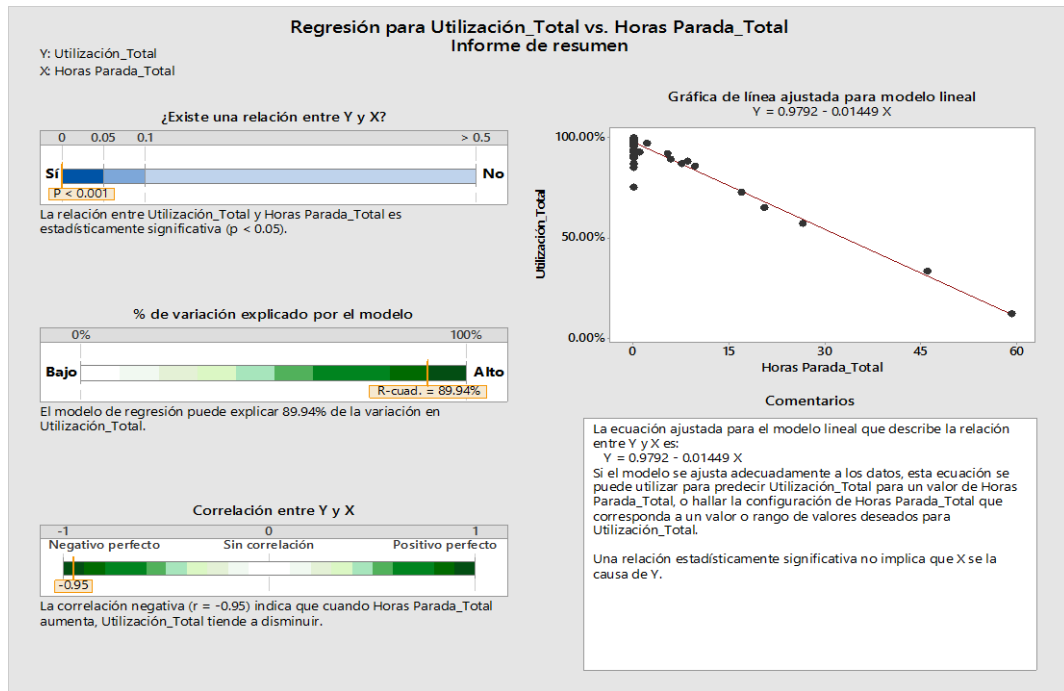 Regresión para Utilización_Total vs. Horas Parada_Total
Informe de resumen
Y: Utilización_Total
X: Horas Parada_Total
¿Existe una relación entre Y y X?
0 0.05 0.1 > 0.5
Sí No
P < 0.001
La relación entre Utilización_Total y Horas Parada_Total es
estadísticamente significativa (p < 0.05).
% de variación explicado por el modelo
0% 100%
Bajo Alto
R-cuad. = 89.94%
El modelo de regresión puede explicar 89.94% de la variación en
Utilización_Total.
Correlación entre Y y X
-1 0 1
Negativo perfecto Sin correlación Positivo perfecto
-0.95
La correlación negativa (r = -0.95) indica que cuando Horas Parada_Total
aumenta, Utilización_Total tiende a disminuir.
Gráfica de línea ajustada para modelo lineal
Y = 0.9792 - 0.01449 X
100.00%
50.00%
0.00%
Utilización_Total
0 15 30 45 60
Horas Parada_Total
Comentarios
La ecuación ajustada para el modelo lineal que describe la relación
entre Y y X es:
Y = 0.9792 - 0.01449 X
Si el modelo se ajusta adecuadamente a los datos, esta ecuación se
puede utilizar para predecir Utilización_Total para un valor de Horas
Parada_Total, o hallar la configuración de Horas Parada_Total que
corresponda a un valor o rango de valores deseados para
Utilización_Total.
Una relación estadísticamente significativa no implica que X se la
causa de Y.